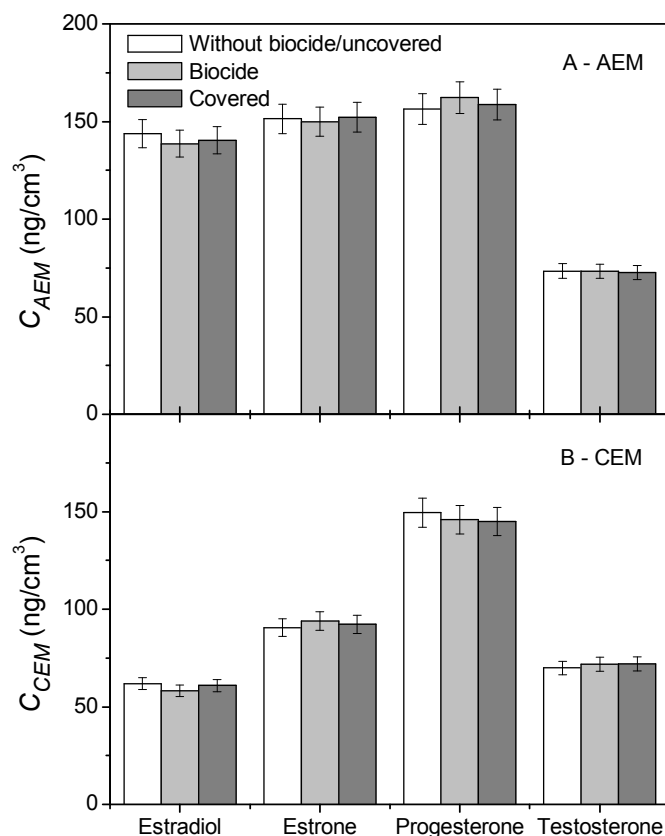 200
Without biocide/uncovered
Biocide
Covered
A - AEM
150
100
50
0
C_AEM (ng/cm³)
B - CEM
150
100
50
0
C_CEM (ng/cm³)
Estradiol Estrone Progesterone Testosterone